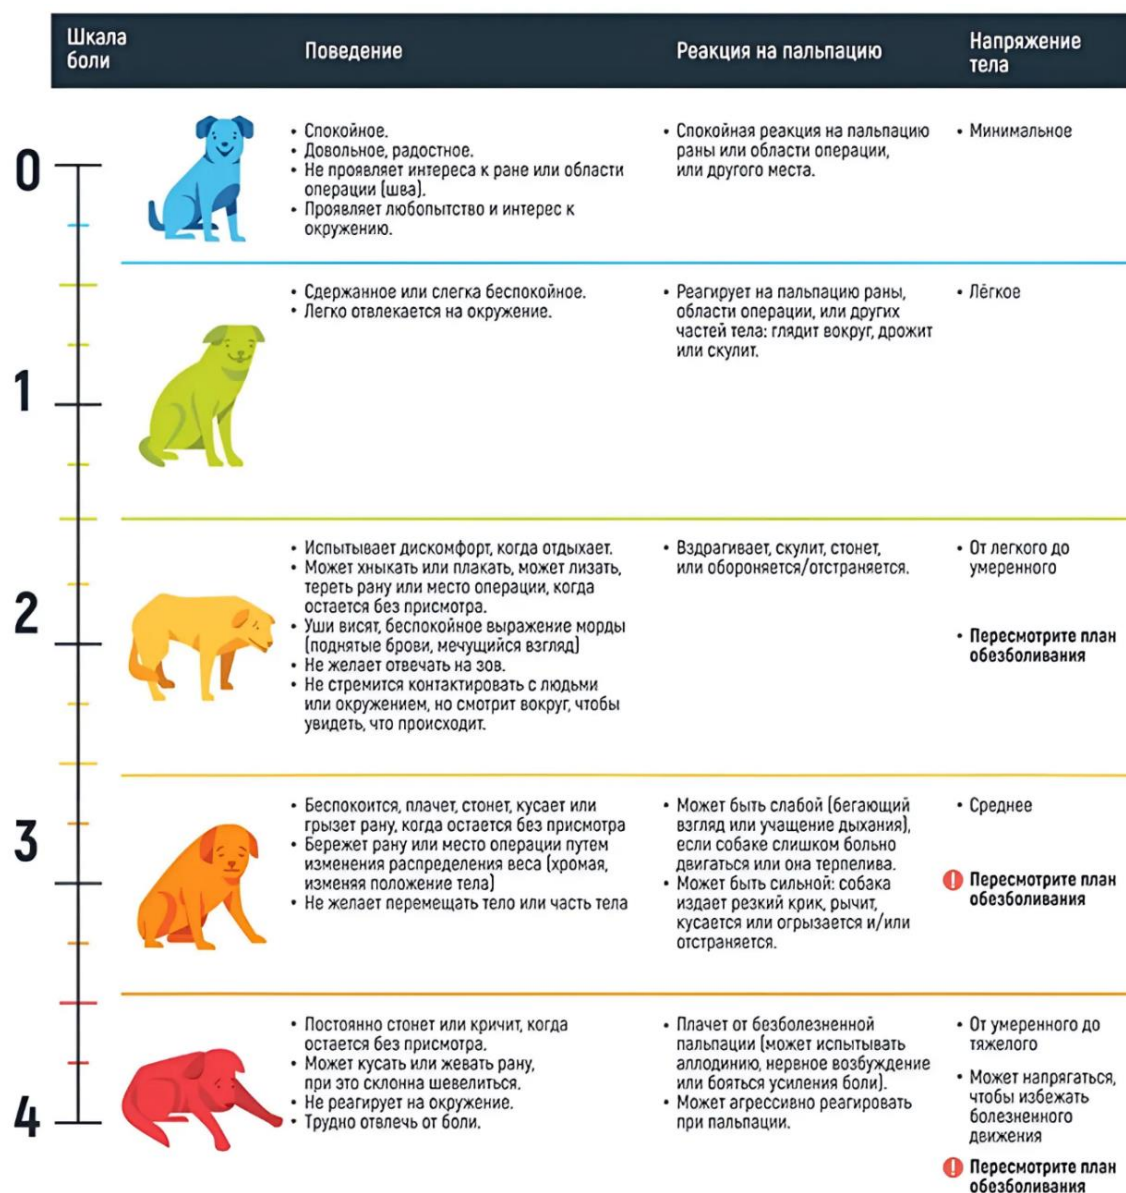 Шкала
боли
Поведение
Реакция на пальпацию
Напряжение
тела
0
• Спокойное.
• Довольное, радостное.
• Не проявляет интереса к ране или области
операции (шва).
• Проявляет любопытство и интерес к
окружению.
• Спокойная реакция на пальпацию
раны или области операции,
или другого места.
• Минимальное
1
• Сдержанное или слегка беспокойное.
• Легко отвлекается на окружение.
• Реагирует на пальпацию раны,
области операции, или других
частей тела: глядит вокруг, дрожит
или скулит.
• Лёгкое
2
• Испытывает дискомфорт, когда отдыхает.
• Может хныкать или плакать, может лизать,
тереть рану или место операции, когда
остается без присмотра.
• Уши висят, беспокойное выражение морды
(поднятые брови, мечущийся взгляд)
• Не желает отвечать на зов.
• Не стремится контактировать с людьми
или окружением, но смотрит вокруг, чтобы
увидеть, что происходит.
• Вздрагивает, скулит, стонет,
или обороняется/отстраняется.
• От легкого до
умеренного
• Пересмотрите план
обезболивания
3
• Беспокоится, плачет, стонет, кусает или
грызет рану, когда остается без присмотра
• Бережет рану или место операции путем
изменения распределения веса (хромая,
изменяя положение тела)
• Не желает перемещать тело или часть тела
• Может быть слабой (бегающий
взгляд или учащение дыхания),
если собаке слишком больно
двигаться или она терпелива.
• Может быть сильной: собака
издает резкий крик, рычит,
кусается или огрызается и/или
отстраняется.
• Среднее
! Пересмотрите план
обезболивания
4
• Постоянно стонет или кричит, когда
остается без присмотра.
• Может кусать или жевать рану,
при это склонна шевелиться.
• Не реагирует на окружение.
• Трудно отвлечь от боли.
• Плачет от безболезненной
пальпации (может испытывать
аллодинию, нервное возбуждение
или бояться усиления боли).
• Может агрессивно реагировать
при пальпации.
• От умеренного до
тяжелого
• Может напрягаться,
чтобы избежать
болезненного
движения
! Пересмотрите план
обезболивания